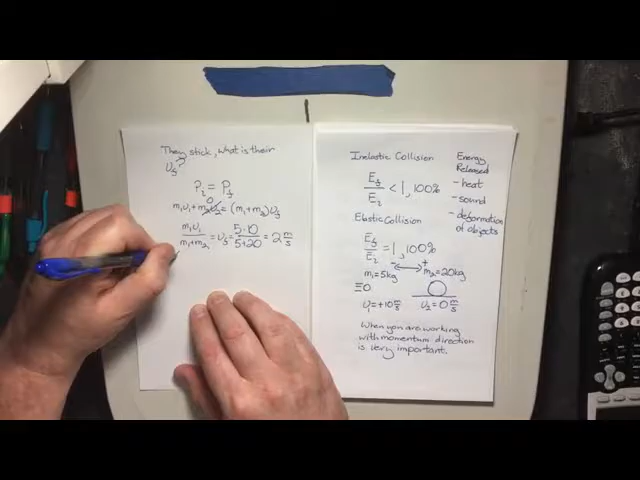 They stick, what is their
v_f?
P_i = P_f
m₁v₁+m₂v₂=(m₁+m₂)v_f
0
m₁v₁/m₁+m₂ = v_f = 5·10/5+20 = 2 m/s
Inelastic Collision
E_f/E_i < 1, 100%
Energy
Released
- heat
- sound
- deformation
of objects
Elastic Collision
E_f/E_i = 1, 100%
- +
m₁=5kg m₂=20kg
v₁=+10 m/s v₂=0 m/s
When you are working
with momentum direction
is very important.